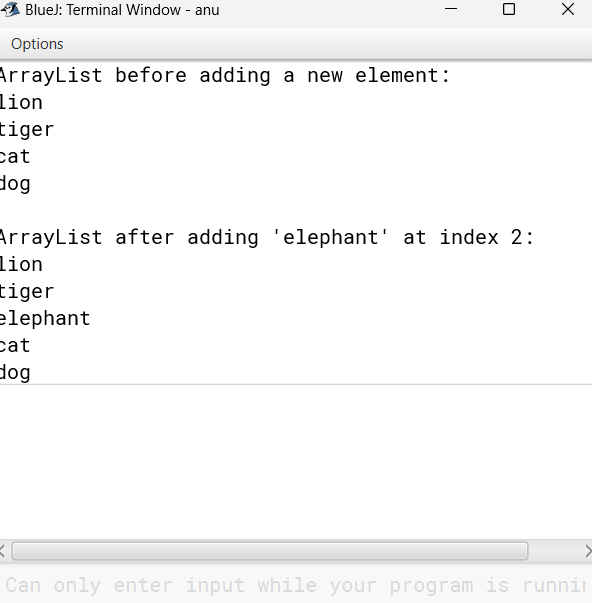 BlueJ: Terminal Window - anu
Options
ArrayList before adding a new element:
lion
tiger
cat
dog

ArrayList after adding 'elephant' at index 2:
lion
tiger
elephant
cat
dog
Can only enter input while your program is runnin